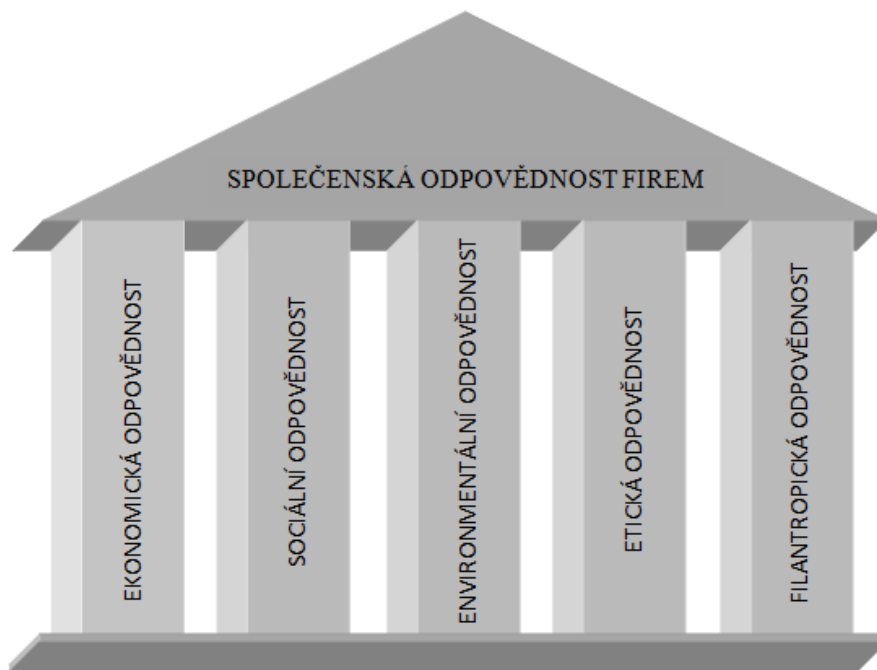 SPOLEČENSKÁ ODPOVĚDNOST FIREM
EKONOMICKÁ ODPOVĚDNOST
SOCIÁLNÍ ODPOVĚDNOST
ENVIRONMENTÁLNÍ ODPOVĚDNOST
ETICKÁ ODPOVĚDNOST
FILANTROPICKÁ ODPOVĚDNOST